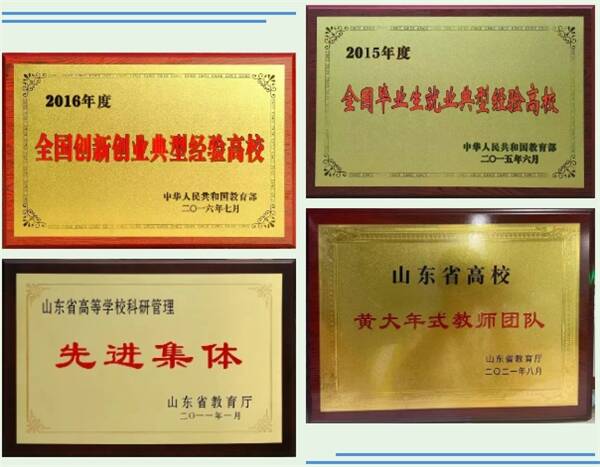 2016年度
全国创新创业典型经验高校
中华人民共和国教育部
二〇一六年七月
2015年度
全国毕业生就业典型经验高校
中华人民共和国教育部
二〇一五年六月
山东省高等学校科研管理
先进集体
山东省教育厅
二〇一一年一月
山东省高校
黄大年式教师团队
山东省教育厅
二〇二一年八月